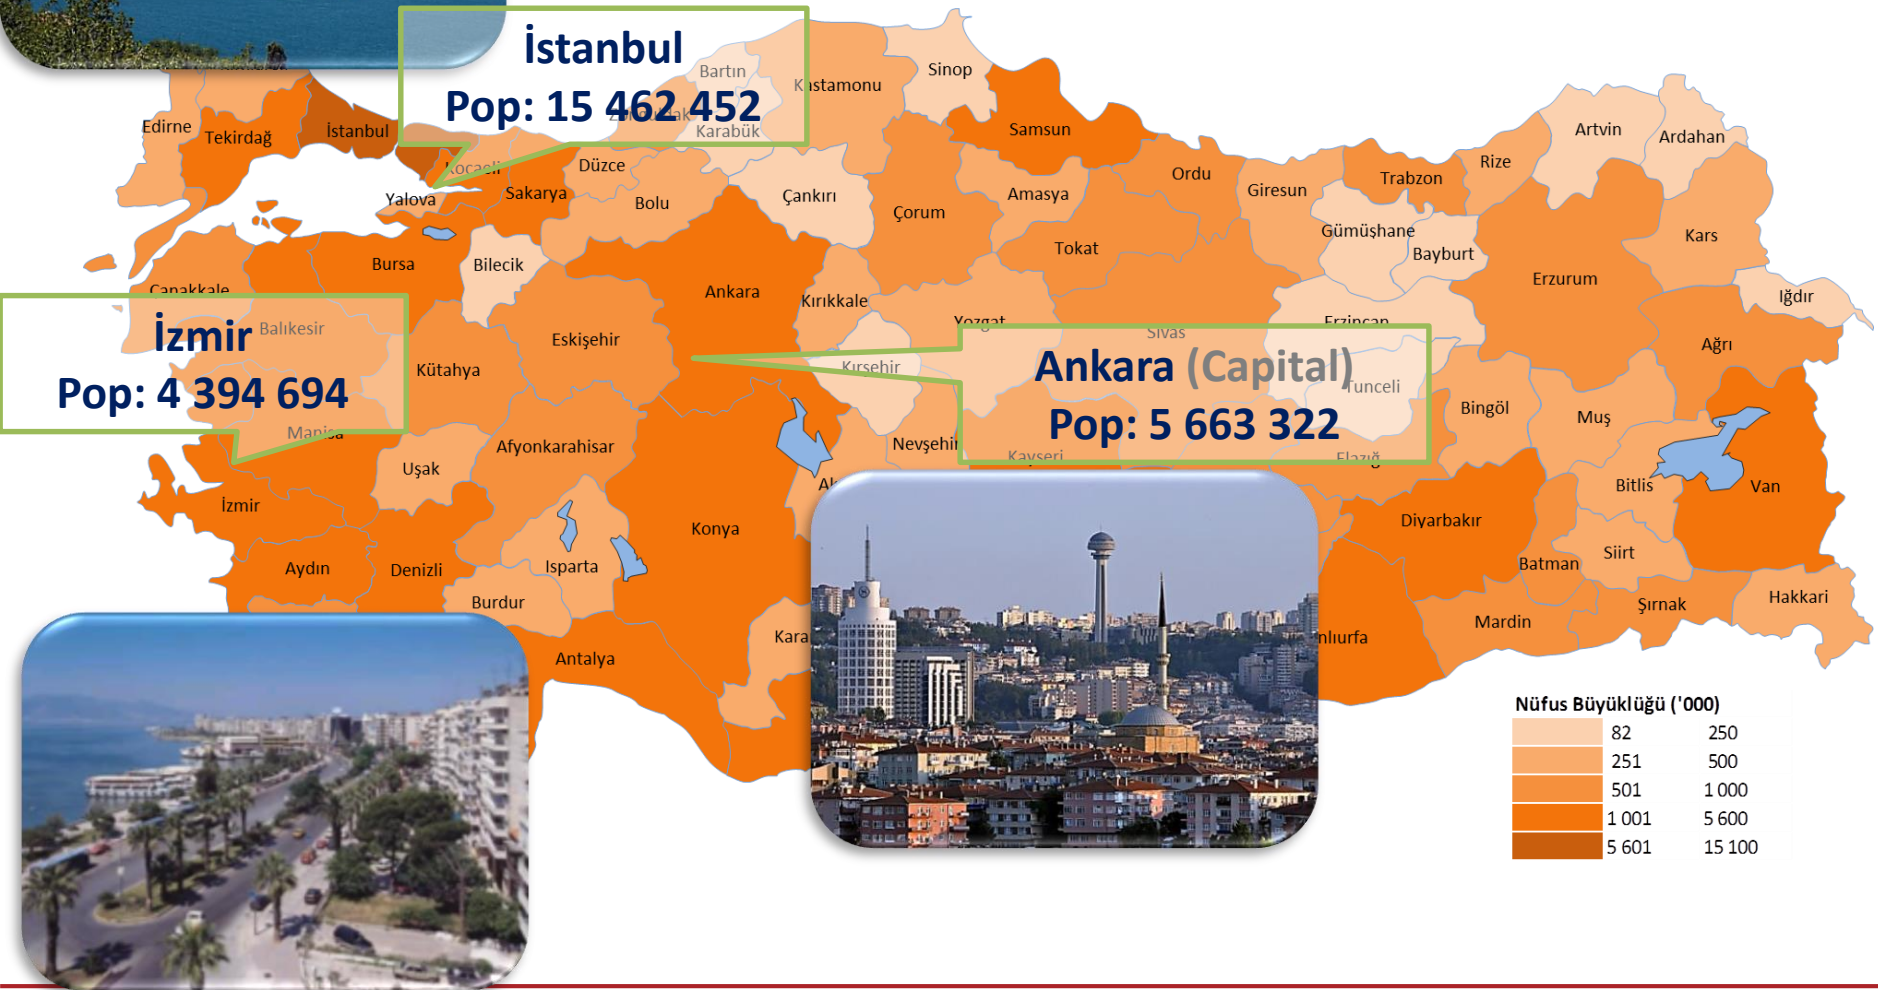 İstanbul
Pop: 15 462 452
Bartın
Kastamonu
Sinop
Karabük
Edirne
Tekirdağ
İstanbul
Kocaeli
Düzce
Samsun
Artvin
Ardahan
Yalova
Sakarya
Bolu
Çankırı
Çorum
Amasya
Ordu
Giresun
Trabzon
Rize
Gümüşhane
Bayburt
Kars
Bursa
Bilecik
Ankara
Kırıkkale
Tokat
Erzurum
Iğdır
Çanakkale
Balıkesir
Eskişehir
Yozgat
Sivas
Erzincan
Ağrı
İzmir
Pop: 4 394 694
Kütahya
Kırşehir
Ankara (Capital)
Pop: 5 663 322
Tunceli
Bingöl
Muş
Manisa
Uşak
Afyonkarahisar
Nevşehir
Kayseri
Elazığ
Bitlis
Van
İzmir
Konya
Diyarbakır
Siirt
Batman
Aydın
Denizli
Isparta
Burdur
Antalya
Kara
nlıurfa
Mardin
Şırnak
Hakkari
Nüfus Büyüklüğü ('000)
82 250
251 500
501 1 000
1 001 5 600
5 601 15 100